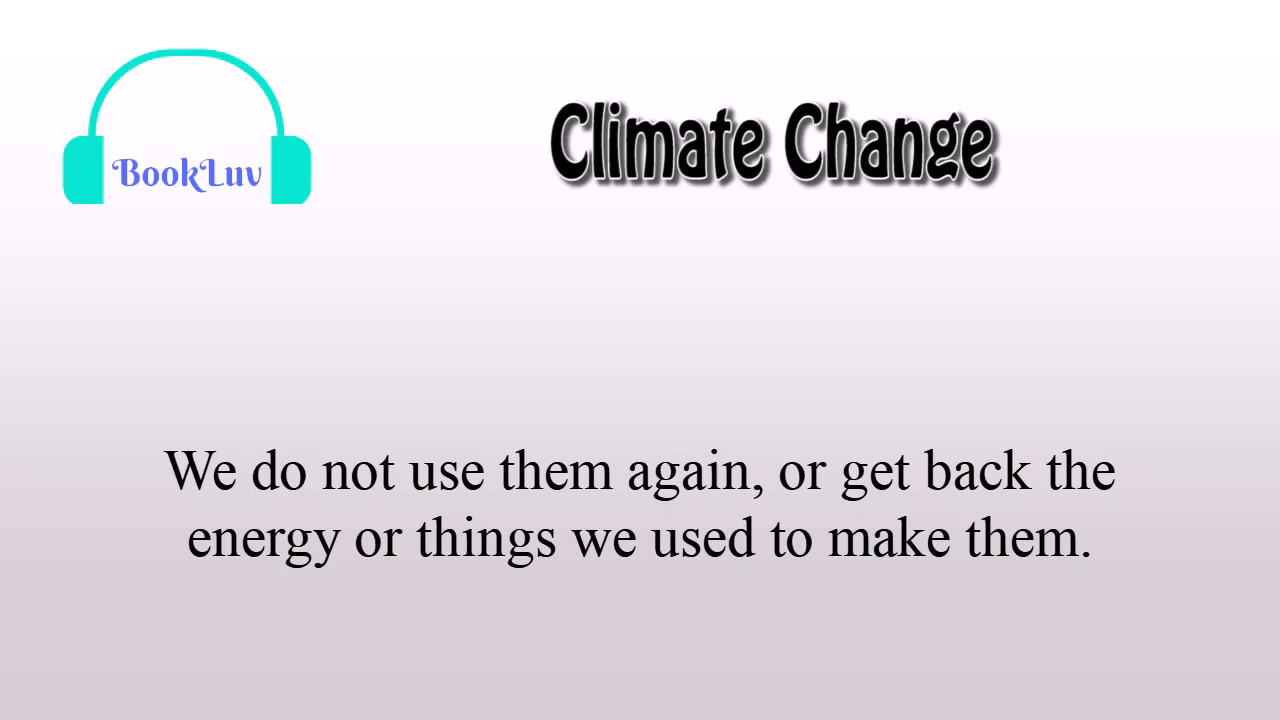 BookLuv
Climate Change
We do not use them again, or get back the
energy or things we used to make them.